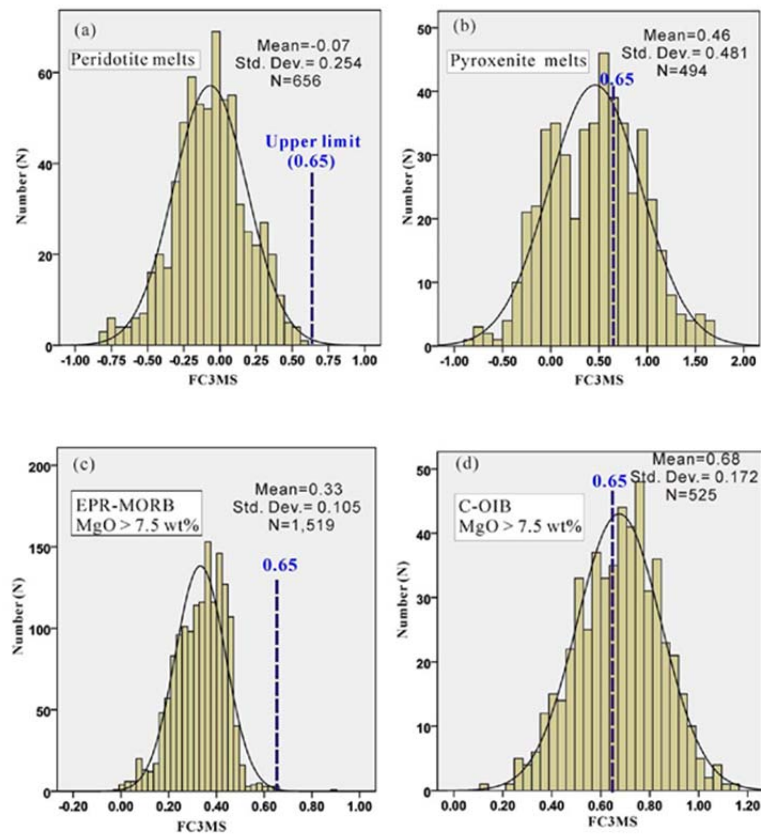 (a)
Peridotite melts
Mean=-0.07
Std. Dev.= 0.254
N=656
Upper limit
(0.65)
60
40
20
0
Number (N)
-1.00 -0.75 -0.50 -0.25 0.00 0.25 0.50 0.75 1.00
FC3MS
(b)
Pyroxenite melts
Mean=0.46
Std. Dev.= 0.481
N=494
0.65
50
40
30
20
10
0
Number (N)
-1.00 -0.50 0.00 0.50 1.00 1.50 2.00
FC3MS
(c)
EPR-MORB
MgO > 7.5 wt%
Mean=0.33
Std. Dev.= 0.105
N=1,519
0.65
200
150
100
50
0
Number (N)
-0.20 0.00 0.20 0.40 0.60 0.80 1.00
FC3MS
(d)
C-OIB
MgO > 7.5 wt%
Mean=0.68
Std. Dev.= 0.172
N=525
0.65
50
40
30
20
10
0
Number (N)
0.00 0.20 0.40 0.60 0.80 1.00 1.20
FC3MS